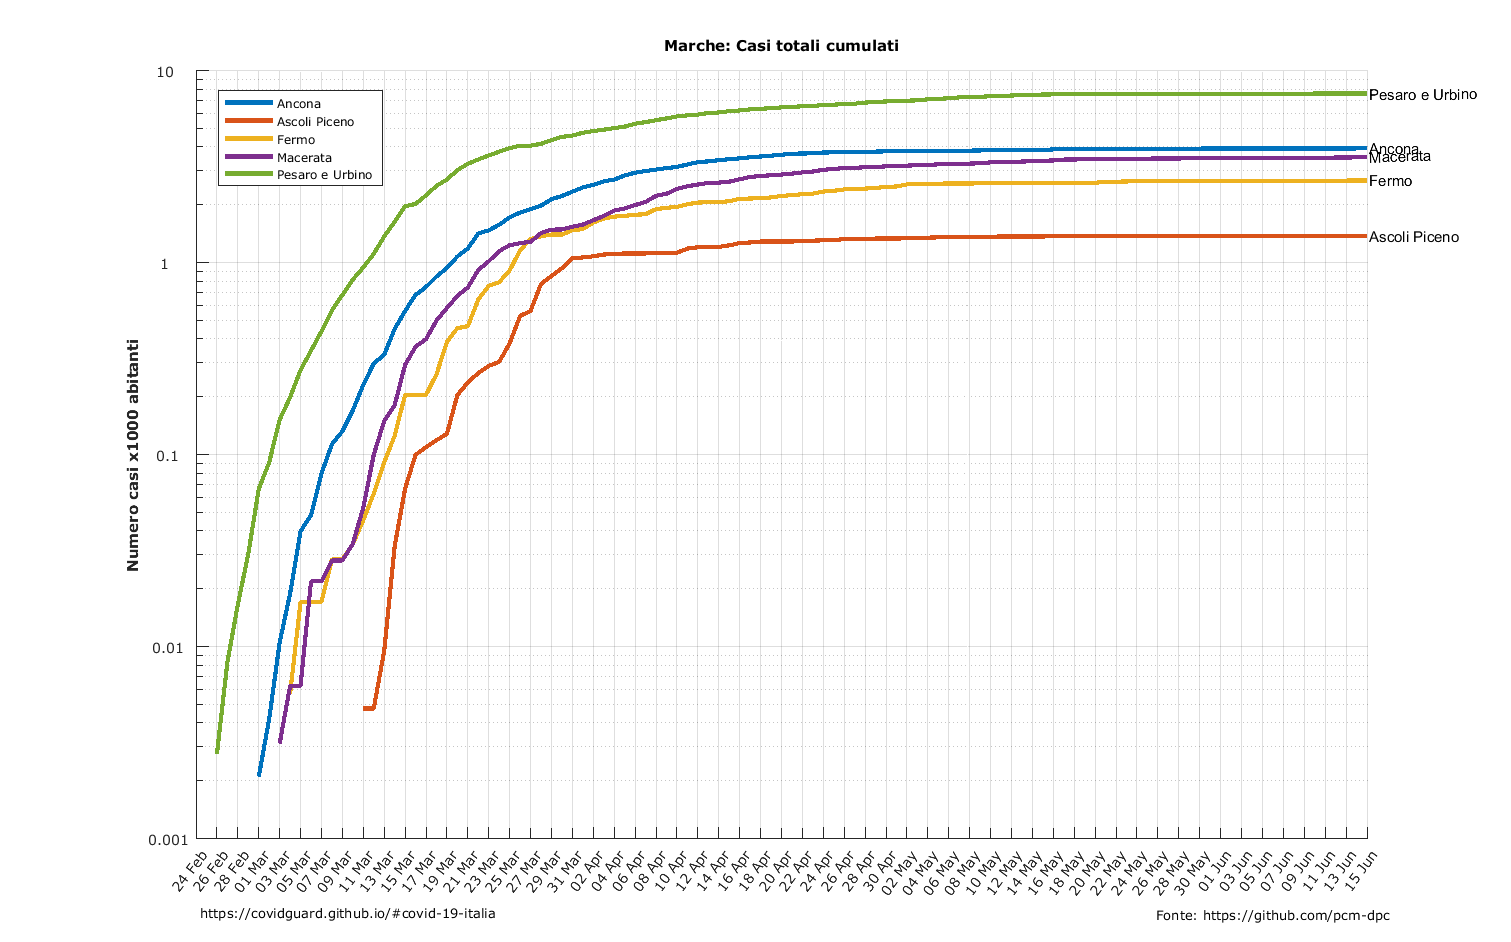 Marche: Casi totali cumulati
10
1
0.1
0.01
0.001
Numero casi x1000 abitanti
Ancona
Ascoli Piceno
Fermo
Macerata
Pesaro e Urbino
Pesaro e Urbino
Ancona
Macerata
Fermo
Ascoli Piceno
24 Feb
26 Feb
28 Feb
01 Mar
03 Mar
05 Mar
07 Mar
09 Mar
11 Mar
13 Mar
15 Mar
17 Mar
19 Mar
21 Mar
23 Mar
25 Mar
27 Mar
29 Mar
31 Mar
02 Apr
04 Apr
06 Apr
08 Apr
10 Apr
12 Apr
14 Apr
16 Apr
18 Apr
20 Apr
22 Apr
24 Apr
26 Apr
28 Apr
30 Apr
02 May
04 May
06 May
08 May
10 May
12 May
14 May
16 May
18 May
20 May
22 May
24 May
26 May
28 May
30 May
01 Jun
03 Jun
05 Jun
07 Jun
09 Jun
11 Jun
13 Jun
15 Jun
https://covidguard.github.io/#covid-19-italia
Fonte: https://github.com/pcm-dpc